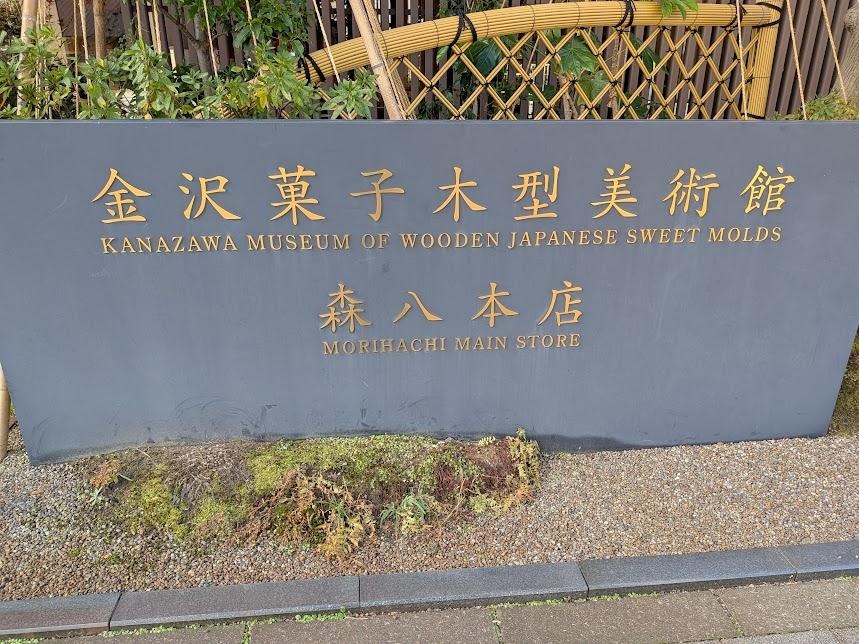 金沢菓子木型美術館
KANAZAWA MUSEUM OF WOODEN JAPANESE SWEET MOLDS
森八本店
MORIHACHI MAIN STORE